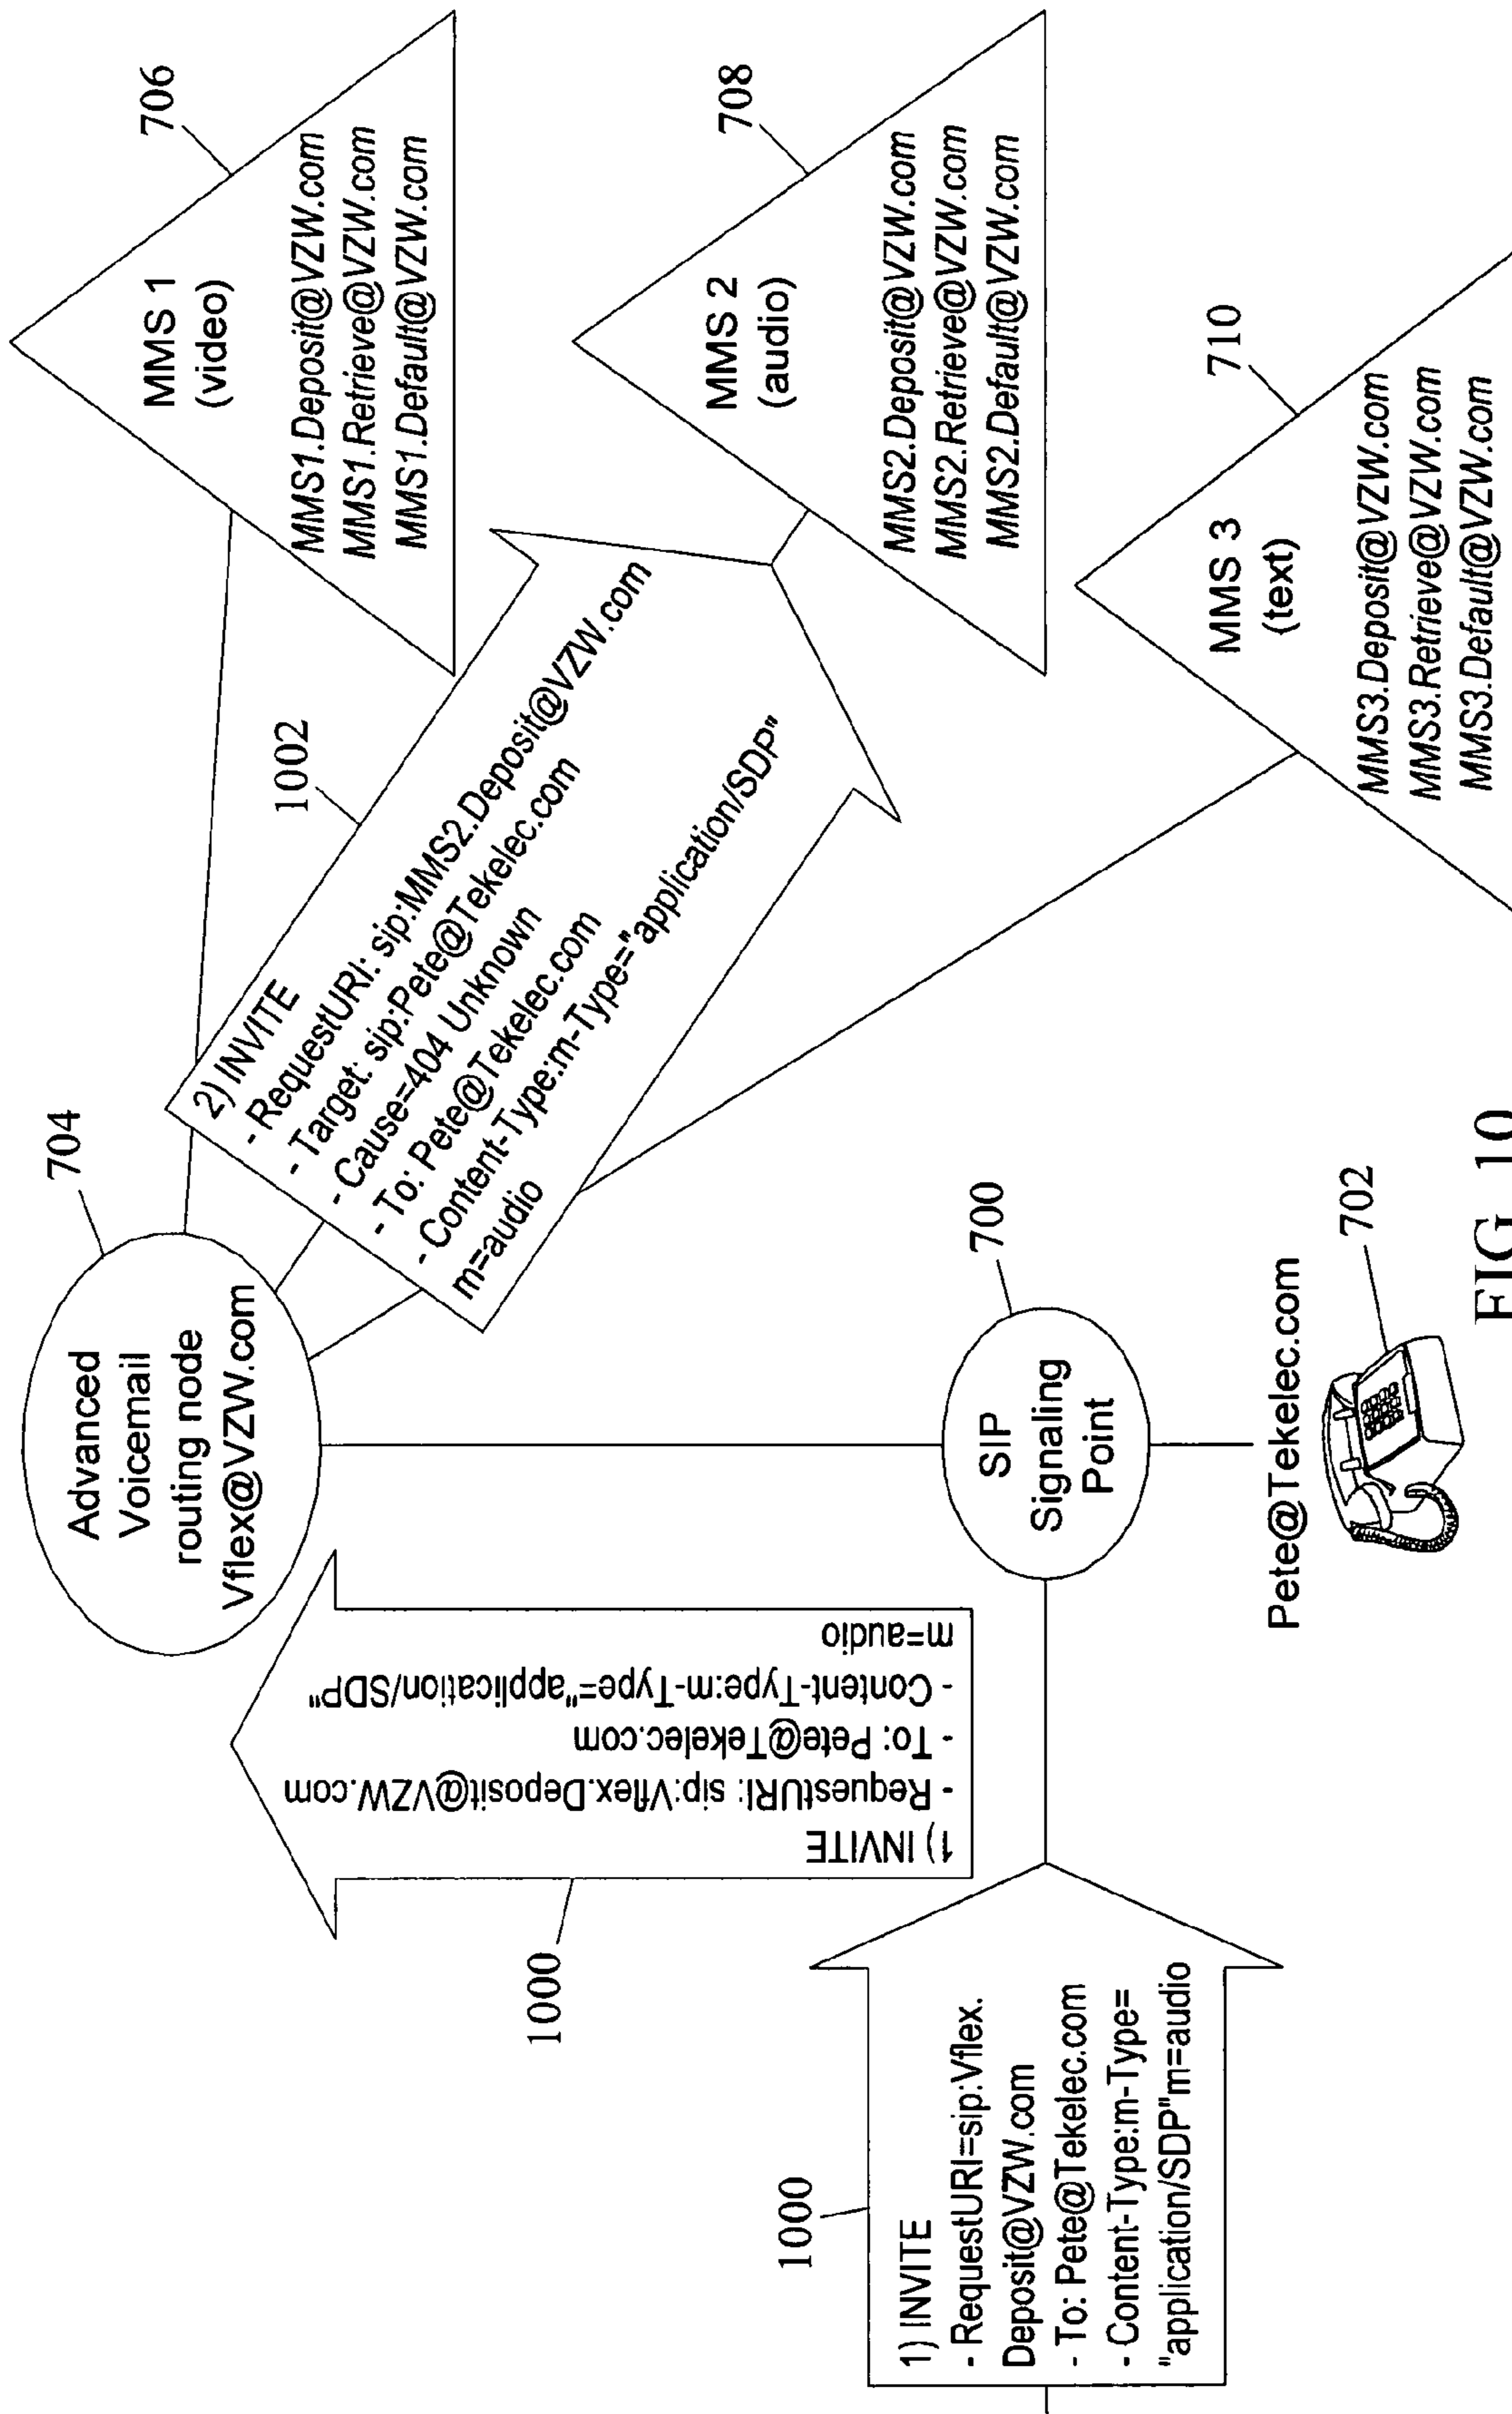 704
Advanced
Voicemail
routing node
Vflex@VZW.com
706
MMS 1
(video)
MMS1.Deposit@VZW.com
MMS1.Retrieve@VZW.com
MMS1.Default@VZW.com
1002
2) INVITE
- RequestURI: sip:MMS2.Deposit@VZW.com
- Target: sip:Pete@Tekelec.com
- Cause=404 Unknown
- To: Pete@Tekelec.com
- Content-Type:m-Type="application/SDP"
m=audio
708
MMS 2
(audio)
MMS2.Deposit@VZW.com
MMS2.Retrieve@VZW.com
MMS2.Default@VZW.com
710
MMS 3
(text)
MMS3.Deposit@VZW.com
MMS3.Retrieve@VZW.com
MMS3.Default@VZW.com
1000
1) INVITE
- RequestURI: sip:Vflex.Deposit@VZW.com
- To: Pete@Tekelec.com
- Content-Type:m-Type="application/SDP"
m=audio
1000
1) INVITE
- RequestURI=sip:Vflex.
Deposit@VZW.com
- To: Pete@Tekelec.com
- Content-Type:m-Type=
"application/SDP"m=audio
700
SIP
Signaling
Point
Pete@Tekelec.com
702
FIG. 10